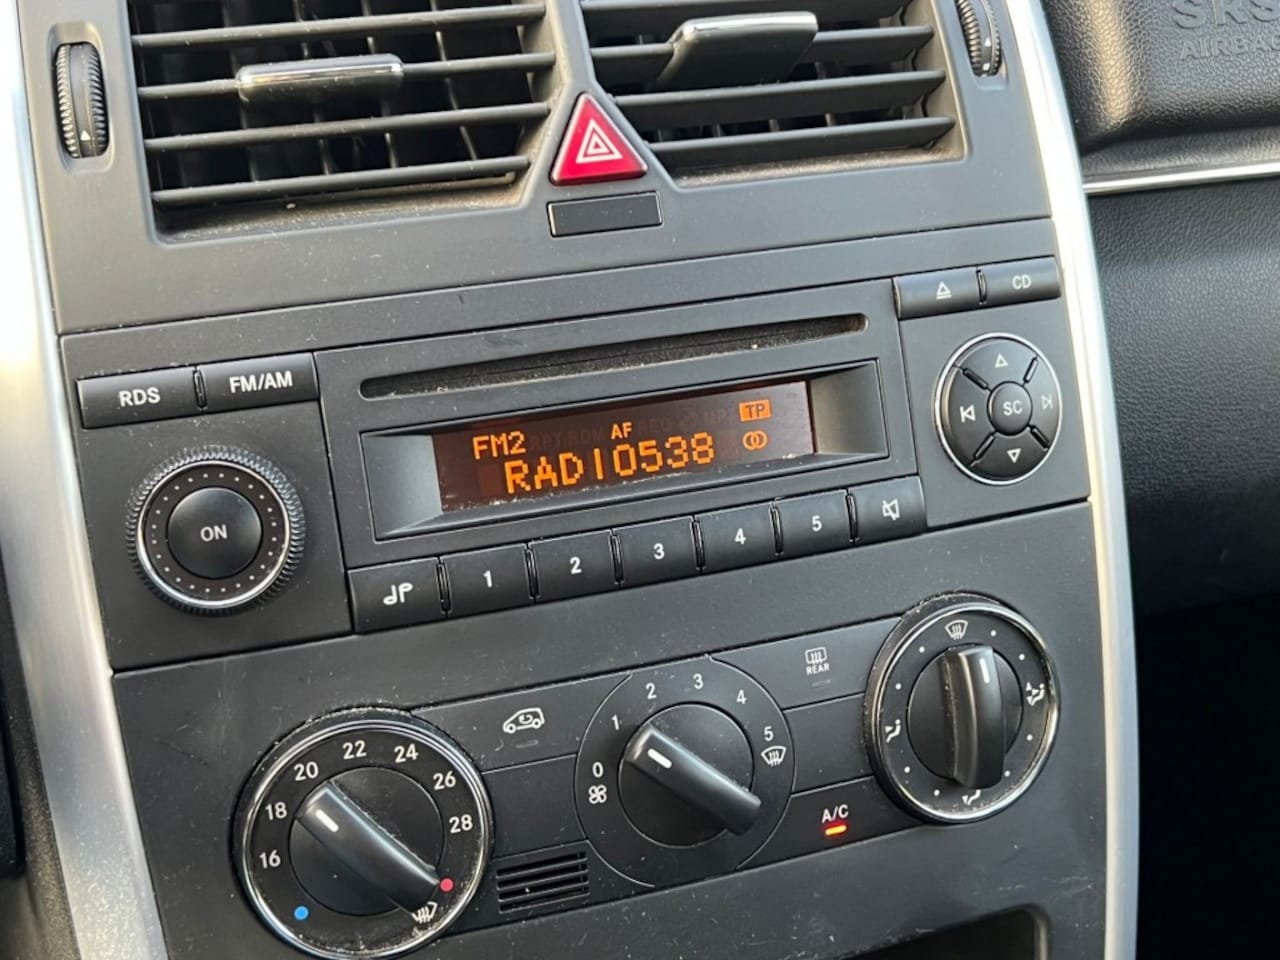 SRS
AIRBAG
CD
RDS
FM/AM
FM2
AF
TP
RADIO538
SC
ON
1
2
3
4
5
REAR
0
1
2
3
4
5
16
18
20
22
24
26
28
A/C